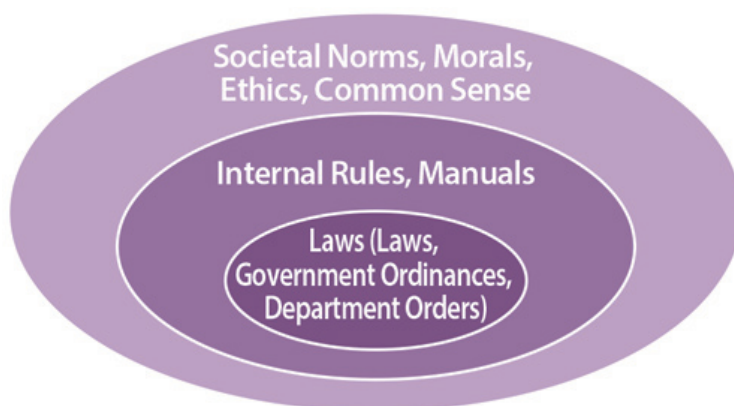 Societal Norms, Morals,
Ethics, Common Sense
Internal Rules, Manuals
Laws (Laws,
Government Ordinances,
Department Orders)